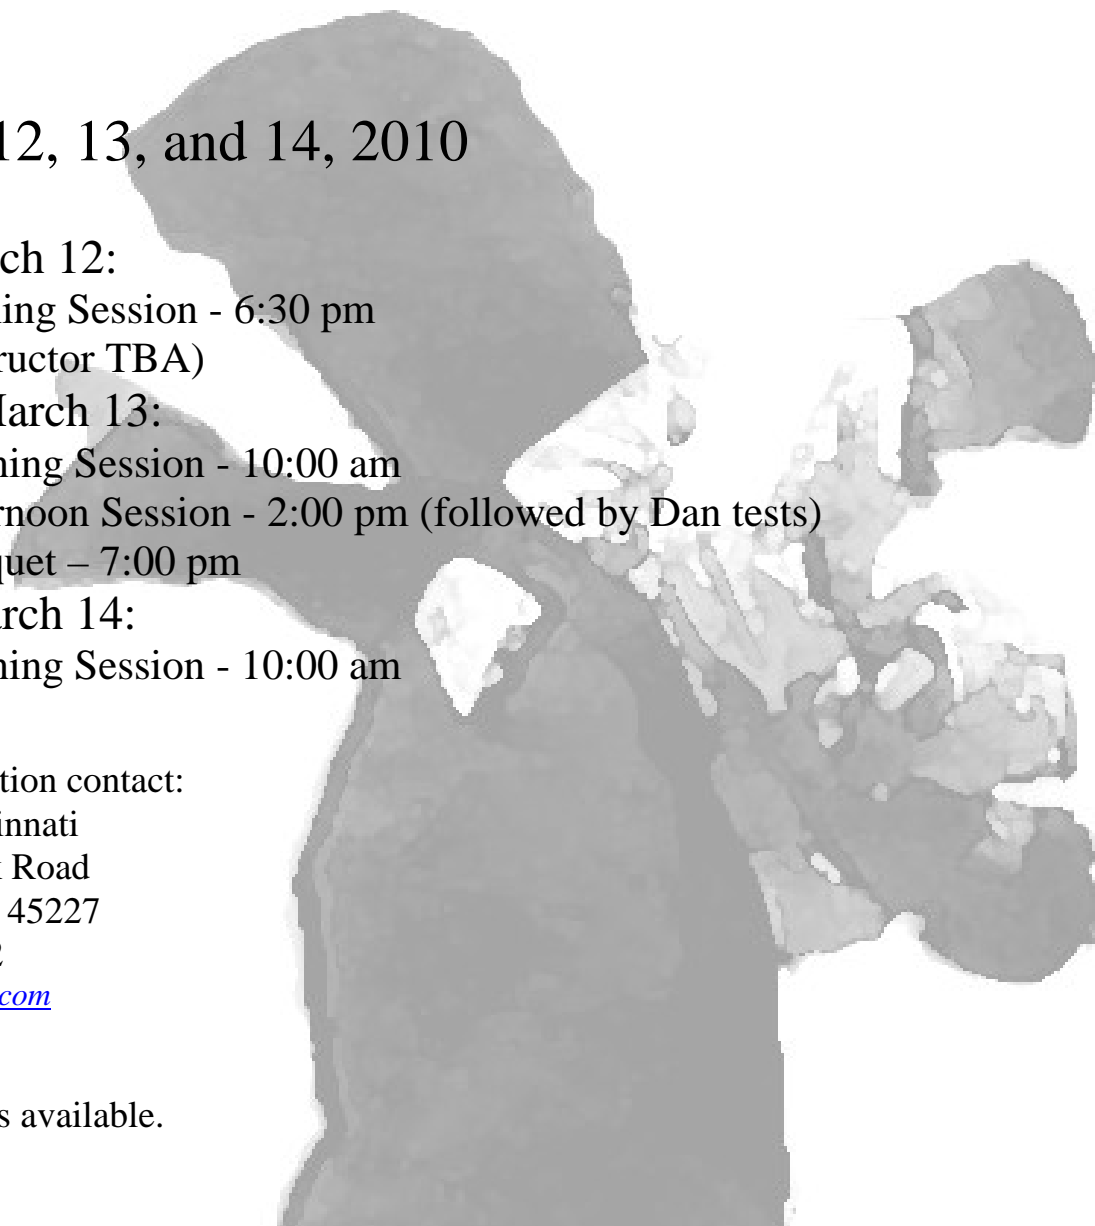 12, 13, and 14, 2010
ch 12:
ing Session - 6:30 pm
ructor TBA)
arch 13:
ning Session - 10:00 am
rnoon Session - 2:00 pm (followed by Dan tests)
quet – 7:00 pm
rch 14:
ning Session - 10:00 am
tion contact:
innati
Road
45227
2
com
s available.